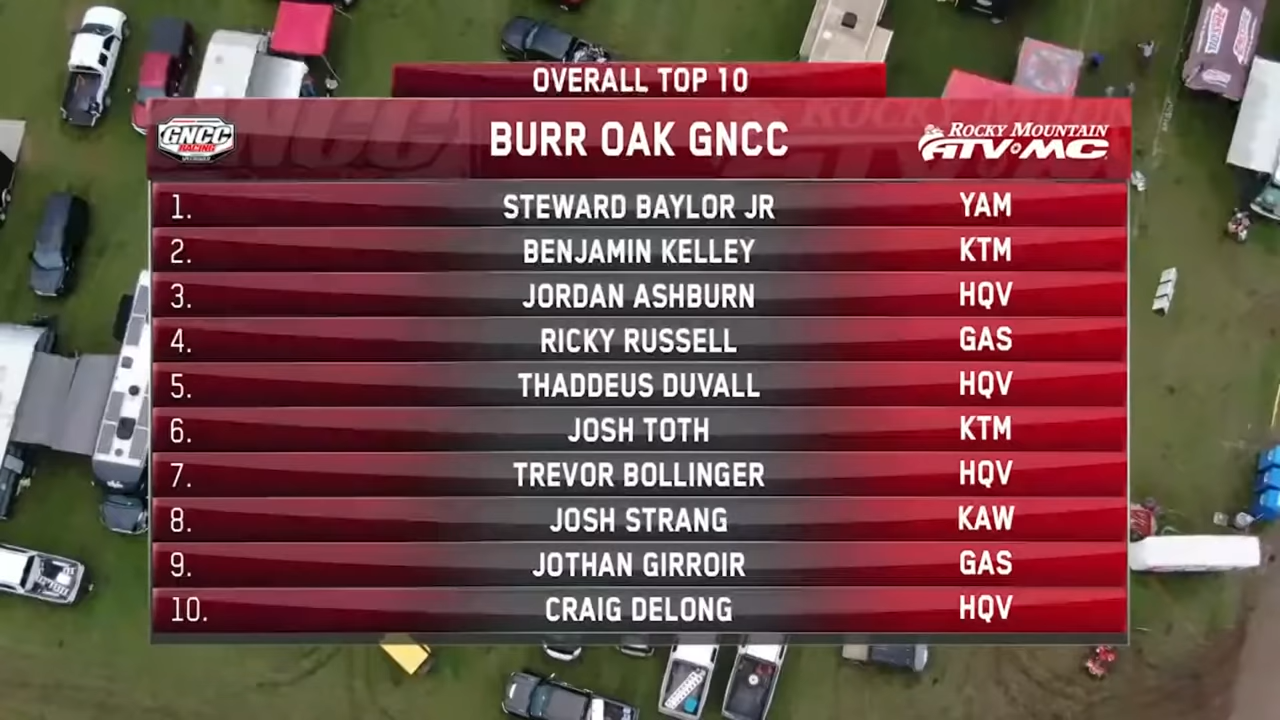 OVERALL TOP 10
GNCC
RACING
BURR OAK GNCC
ROCKY MOUNTAIN
ATV MC
1. STEWARD BAYLOR JR YAM
2. BENJAMIN KELLEY KTM
3. JORDAN ASHBURN HQV
4. RICKY RUSSELL GAS
5. THADDEUS DUVALL HQV
6. JOSH TOTH KTM
7. TREVOR BOLLINGER HQV
8. JOSH STRANG KAW
9. JOTHAN GIRROIR GAS
10. CRAIG DELONG HQV